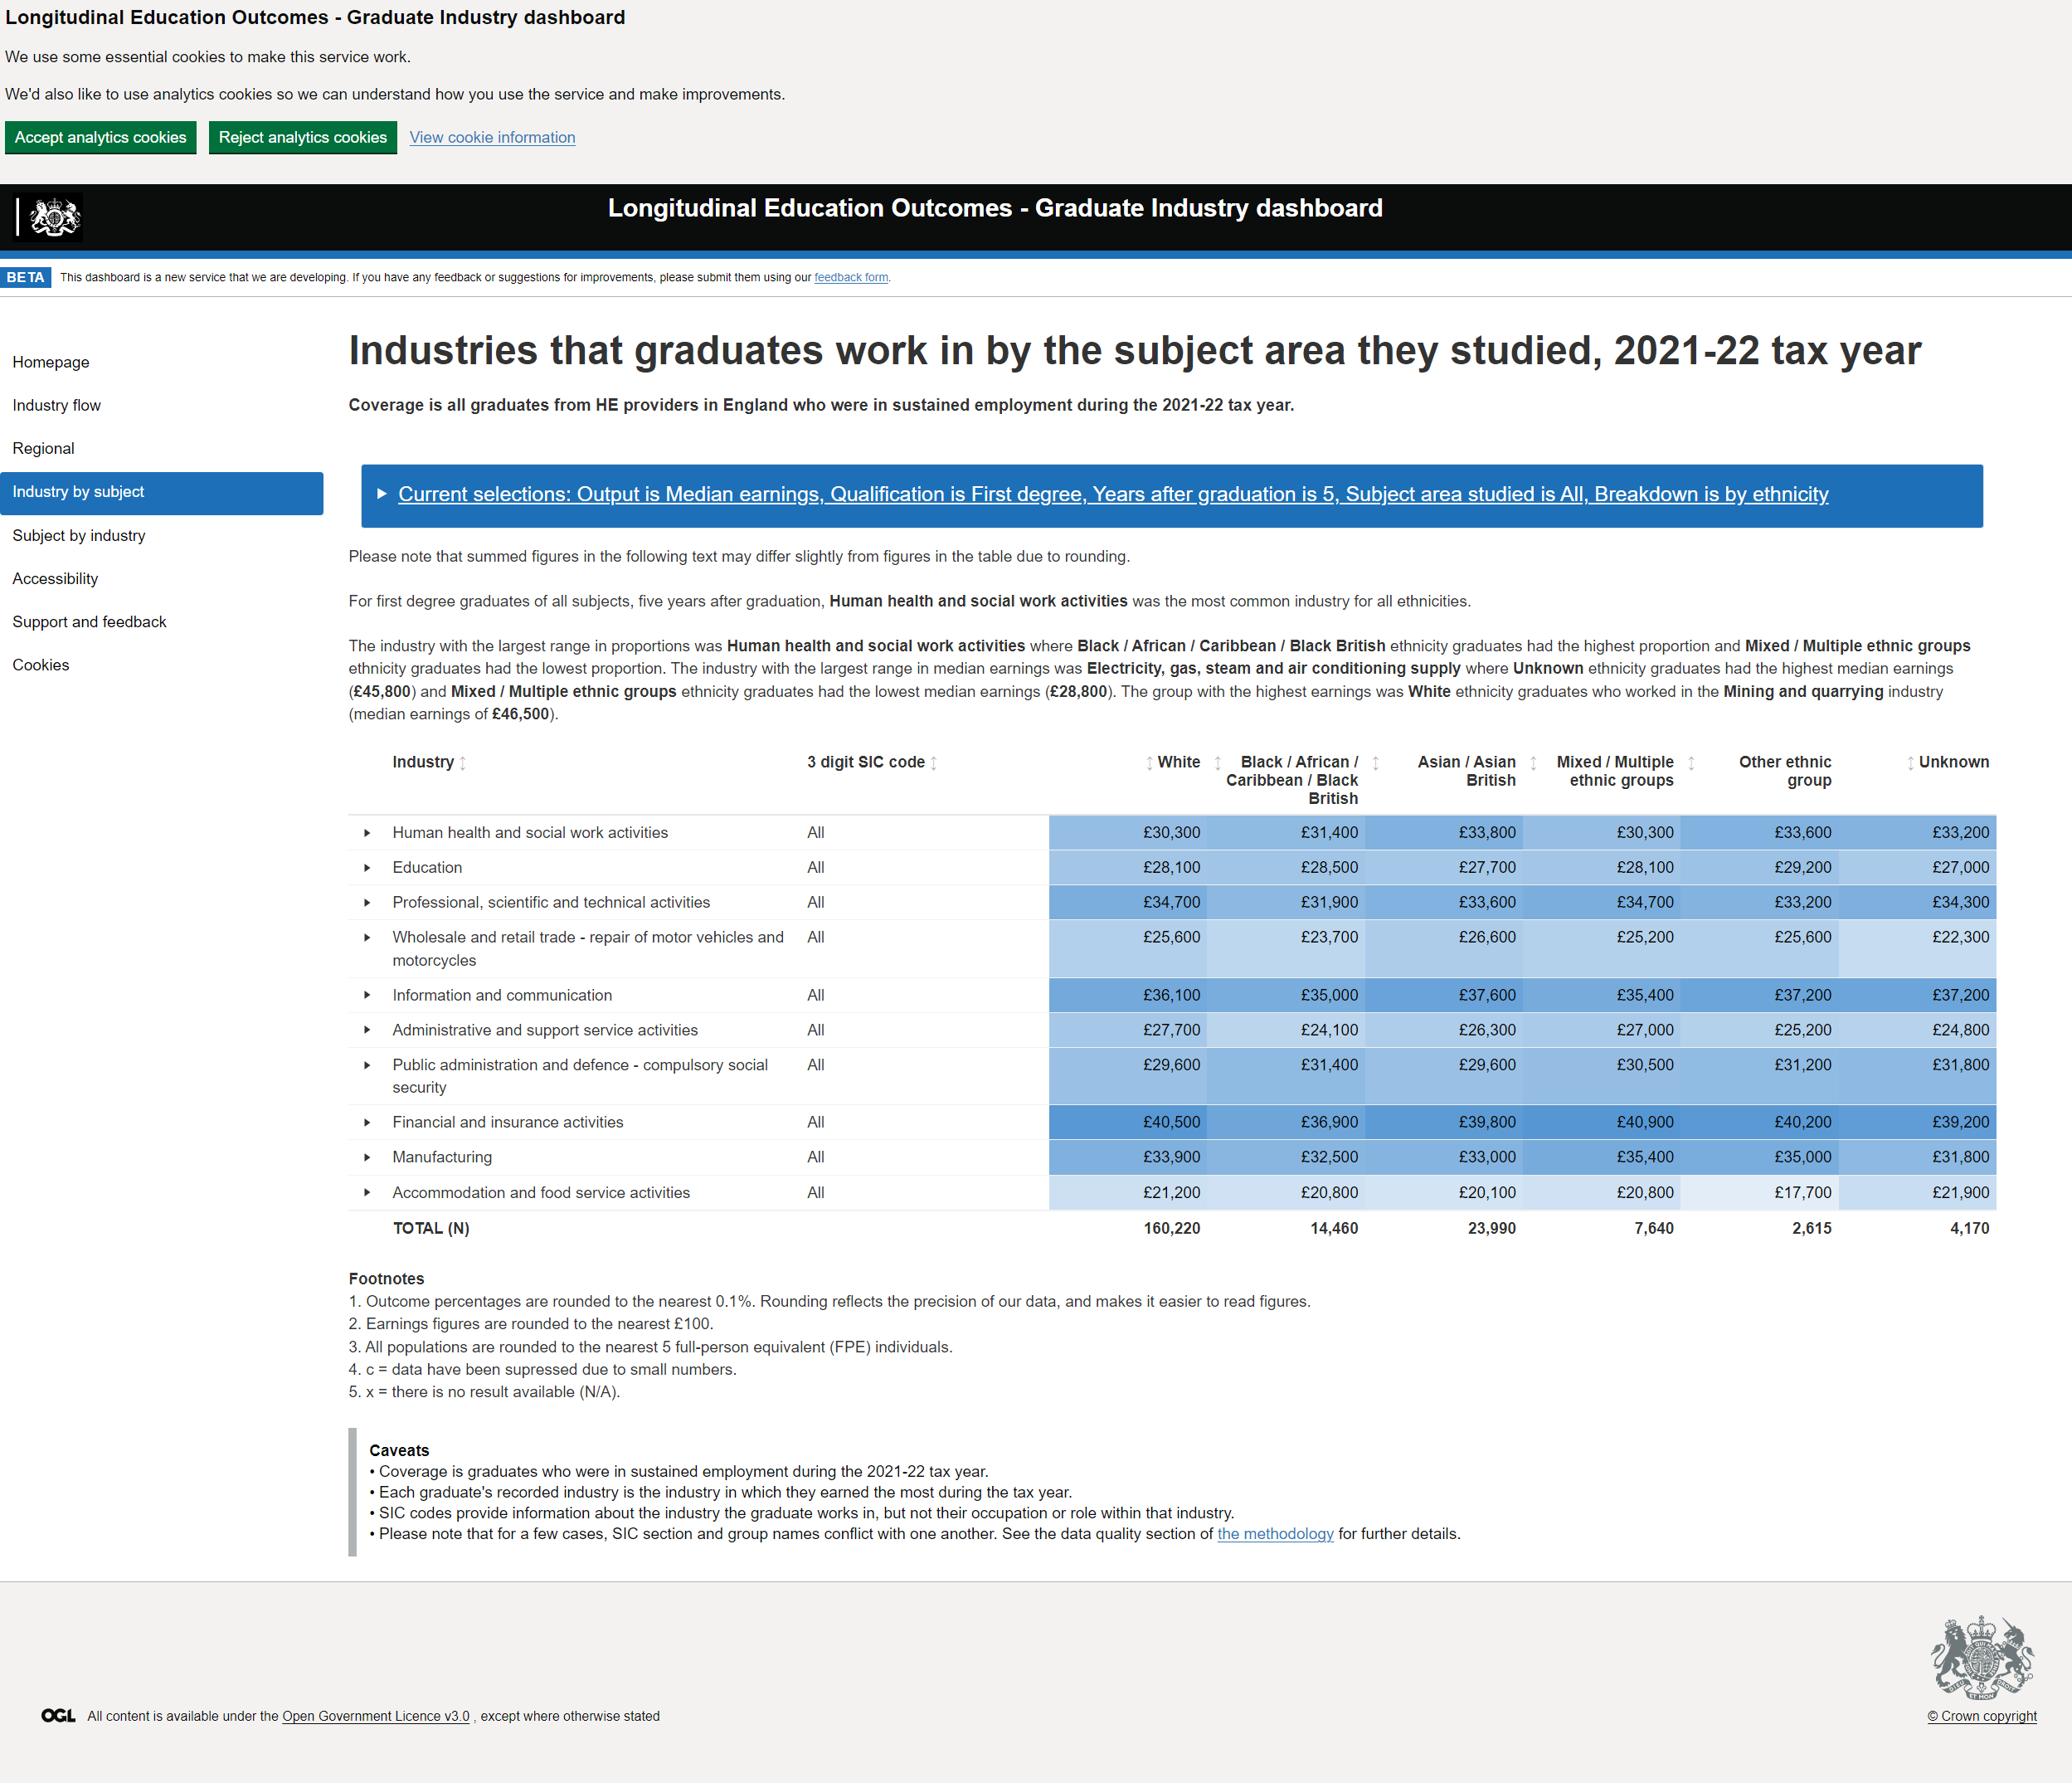 Longitudinal Education Outcomes - Graduate Industry dashboard
We use some essential cookies to make this service work.
We'd also like to use analytics cookies so we can understand how you use the service and make improvements.
Accept analytics cookies Reject analytics cookies View cookie information
Longitudinal Education Outcomes - Graduate Industry dashboard
BETA This dashboard is a new service that we are developing. If you have any feedback or suggestions for improvements, please submit them using our feedback form.
Homepage
Industry flow
Regional
Industry by subject
Subject by industry
Accessibility
Support and feedback
Cookies
Industries that graduates work in by the subject area they studied, 2021-22 tax year
Coverage is all graduates from HE providers in England who were in sustained employment during the 2021-22 tax year.
Current selections: Output is Median earnings, Qualification is First degree, Years after graduation is 5, Subject area studied is All, Breakdown is by ethnicity
Please note that summed figures in the following text may differ slightly from figures in the table due to rounding.
For first degree graduates of all subjects, five years after graduation, Human health and social work activities was the most common industry for all ethnicities.
The industry with the largest range in proportions was Human health and social work activities where Black / African / Caribbean / Black British ethnicity graduates had the highest proportion and Mixed / Multiple ethnic groups
ethnicity graduates had the lowest proportion. The industry with the largest range in median earnings was Electricity, gas, steam and air conditioning supply where Unknown ethnicity graduates had the highest median earnings
(£45,800) and Mixed / Multiple ethnic groups ethnicity graduates had the lowest median earnings (£28,800). The group with the highest earnings was White ethnicity graduates who worked in the Mining and quarrying industry
(median earnings of £46,500).
Industry 3 digit SIC code White Black / African / Caribbean / Black British Asian / Asian British Mixed / Multiple ethnic groups Other ethnic group Unknown
Human health and social work activities All £30,300 £31,400 £33,800 £30,300 £33,600 £33,200
Education All £28,100 £28,500 £27,700 £28,100 £29,200 £27,000
Professional, scientific and technical activities All £34,700 £31,900 £33,600 £34,700 £33,200 £34,300
Wholesale and retail trade - repair of motor vehicles and motorcycles All £25,600 £23,700 £26,600 £25,200 £25,600 £22,300
Information and communication All £36,100 £35,000 £37,600 £35,400 £37,200 £37,200
Administrative and support service activities All £27,700 £24,100 £26,300 £27,000 £25,200 £24,800
Public administration and defence - compulsory social security All £29,600 £31,400 £29,600 £30,500 £31,200 £31,800
Financial and insurance activities All £40,500 £36,900 £39,800 £40,900 £40,200 £39,200
Manufacturing All £33,900 £32,500 £33,000 £35,400 £35,000 £31,800
Accommodation and food service activities All £21,200 £20,800 £20,100 £20,800 £17,700 £21,900
TOTAL (N) 160,220 14,460 23,990 7,640 2,615 4,170
Footnotes
1. Outcome percentages are rounded to the nearest 0.1%. Rounding reflects the precision of our data, and makes it easier to read figures.
2. Earnings figures are rounded to the nearest £100.
3. All populations are rounded to the nearest 5 full-person equivalent (FPE) individuals.
4. c = data have been supressed due to small numbers.
5. x = there is no result available (N/A).
Caveats
• Coverage is graduates who were in sustained employment during the 2021-22 tax year.
• Each graduate's recorded industry is the industry in which they earned the most during the tax year.
• SIC codes provide information about the industry the graduate works in, but not their occupation or role within that industry.
• Please note that for a few cases, SIC section and group names conflict with one another. See the data quality section of the methodology for further details.
OGL All content is available under the Open Government Licence v3.0 , except where otherwise stated
© Crown copyright